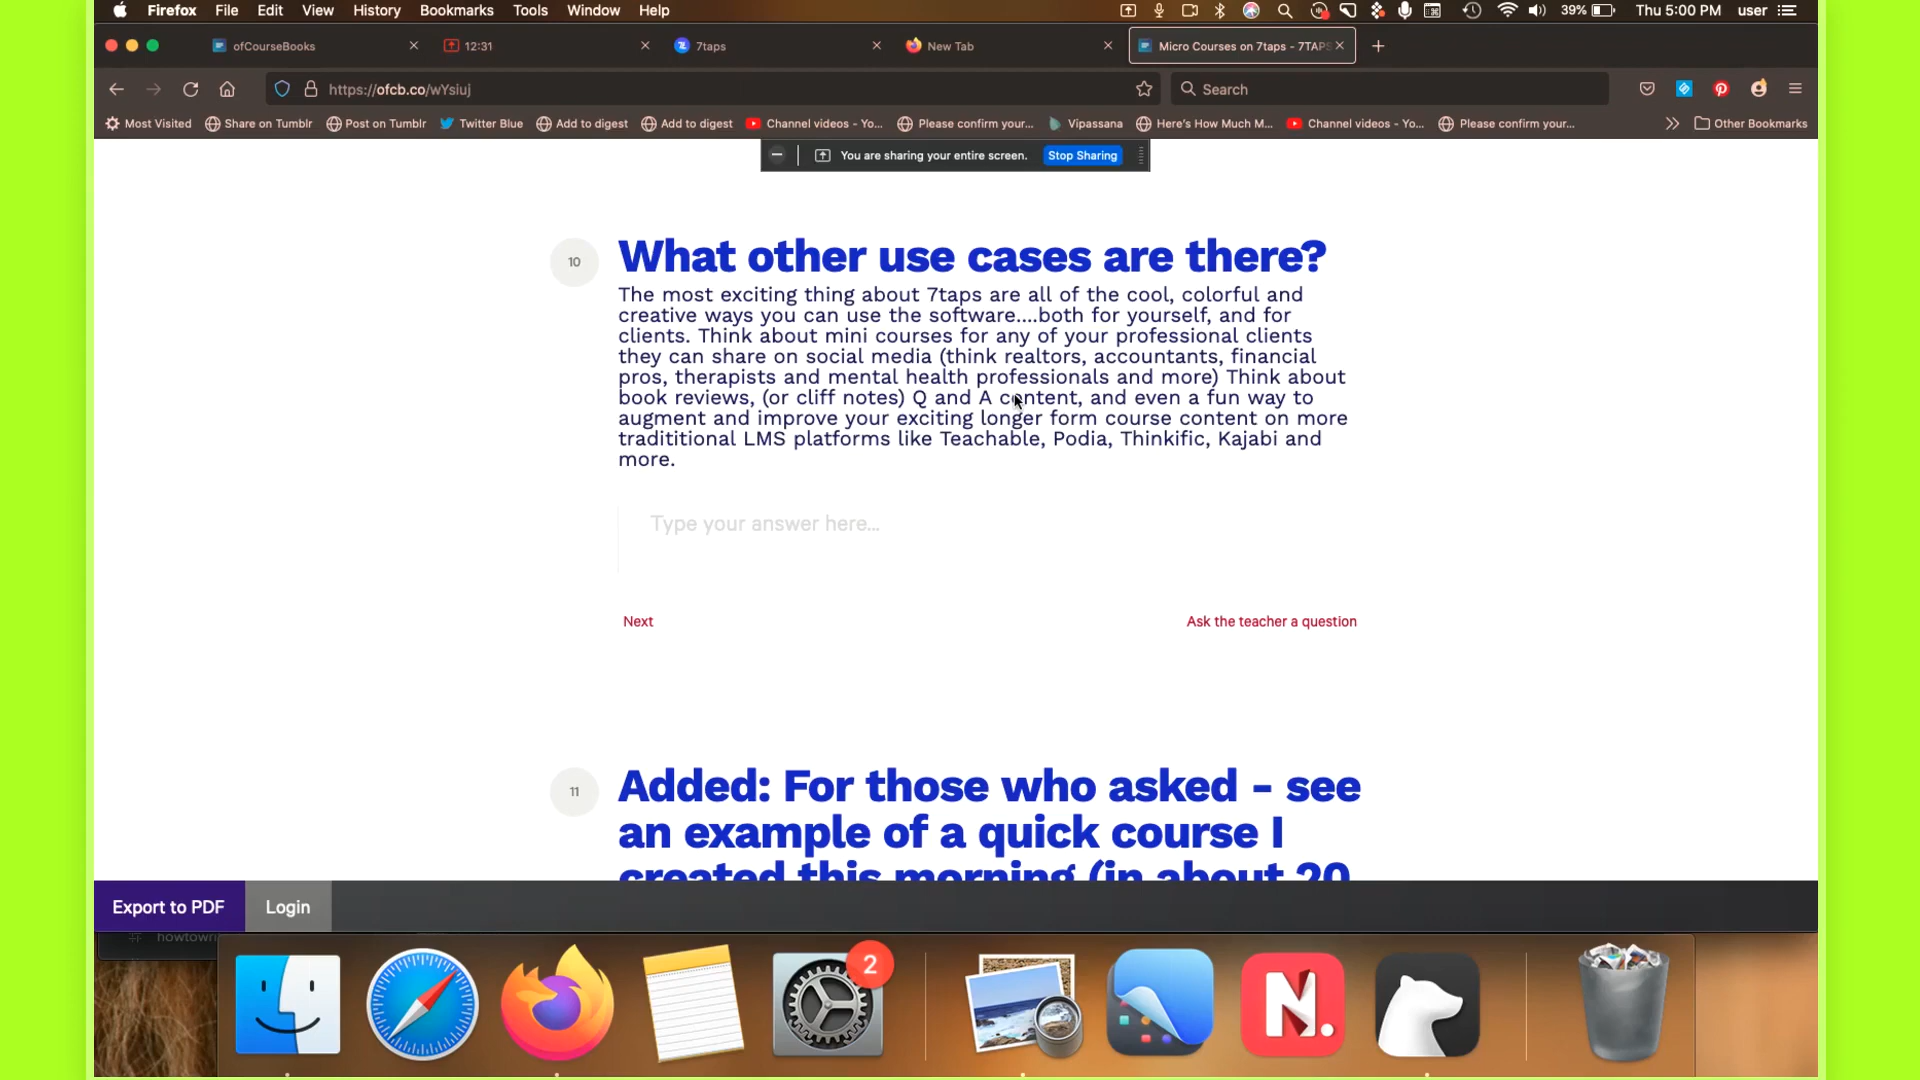 Firefox File Edit View History Bookmarks Tools Window Help 39% Thu 5:00 PM user
ofCourseBooks 12:31 7taps New Tab Micro Courses on 7taps - 7TAPS
https://ofcb.co/wYsiuj Search
Most Visited Share on Tumblr Post on Tumblr Twitter Blue Add to digest Add to digest Channel videos - Yo... Please confirm your... Vipassana Here's How Much M... Channel videos - Yo... Please confirm your... Other Bookmarks
You are sharing your entire screen. Stop Sharing
10 What other use cases are there?
The most exciting thing about 7taps are all of the cool, colorful and
creative ways you can use the software....both for yourself, and for
clients. Think about mini courses for any of your professional clients
they can share on social media (think realtors, accountants, financial
pros, therapists and mental health professionals and more) Think about
book reviews, (or cliff notes) Q and A content, and even a fun way to
augment and improve your exciting longer form course content on more
tradititional LMS platforms like Teachable, Podia, Thinkific, Kajabi and
more.
Type your answer here...
Next Ask the teacher a question
11 Added: For those who asked - see
an example of a quick course I
created this morning (in about 20
Export to PDF Login
2
N.